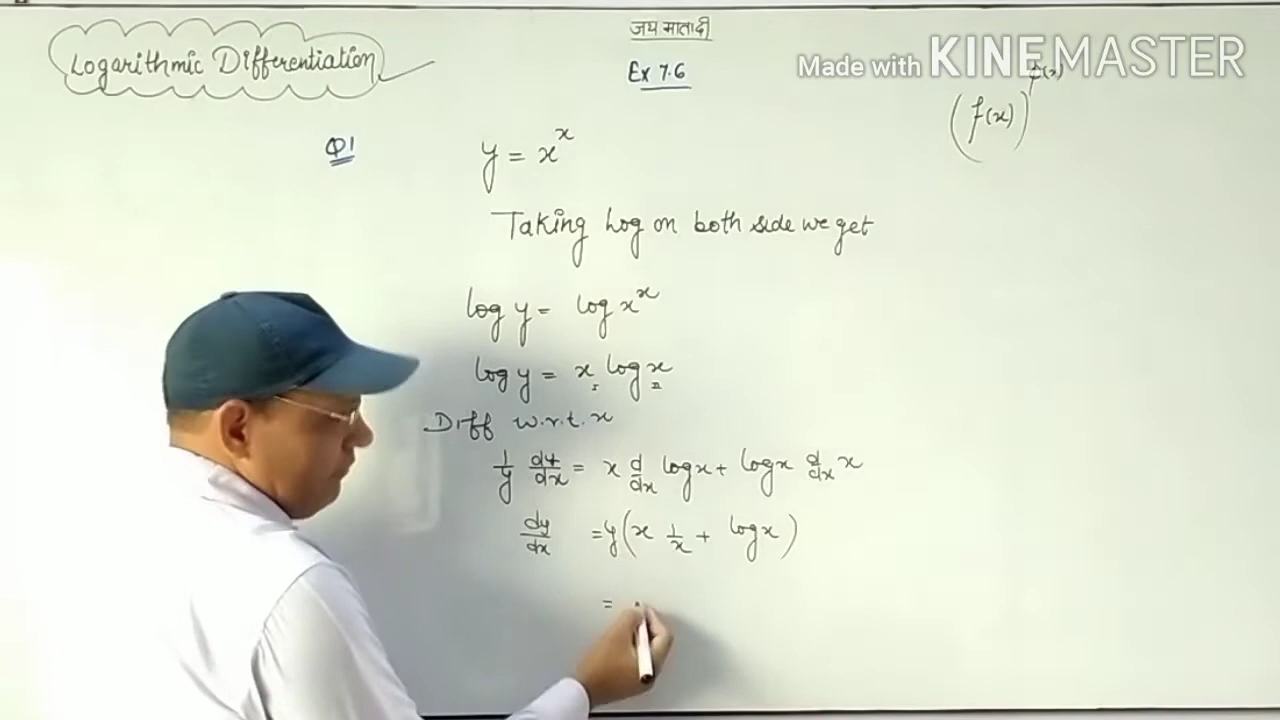 जय माता दी
Logarithmic Differentiation
Ex 7.6
Made with KINEMASTER
(f(x))
Q1
y = x^x
Taking Log on both side we get
log y = log x^x
log y = x log x
I II
Diff w.r.t. x
1/y dy/dx = x d/dx log x + log x d/dx x
dy/dx = y(x 1/x + log x)
=